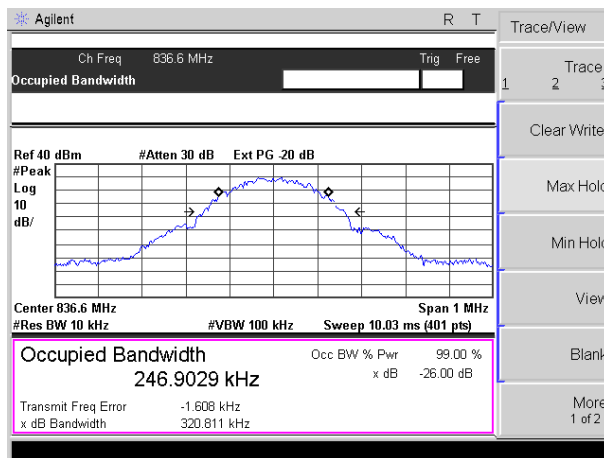 Agilent R T
Trace/View
Ch Freq 836.6 MHz Trig Free
Occupied Bandwidth
Trace
1 2 3
Clear Write
Ref 40 dBm #Atten 30 dB Ext PG -20 dB
#Peak
Log
10
dB/
Max Hold
Min Hold
View
Center 836.6 MHz Span 1 MHz
#Res BW 10 kHz #VBW 100 kHz Sweep 10.03 ms (401 pts)
Occupied Bandwidth
246.9029 kHz
Occ BW % Pwr 99.00 %
x dB -26.00 dB
Blank
Transmit Freq Error -1.608 kHz
x dB Bandwidth 320.811 kHz
More
1 of 2